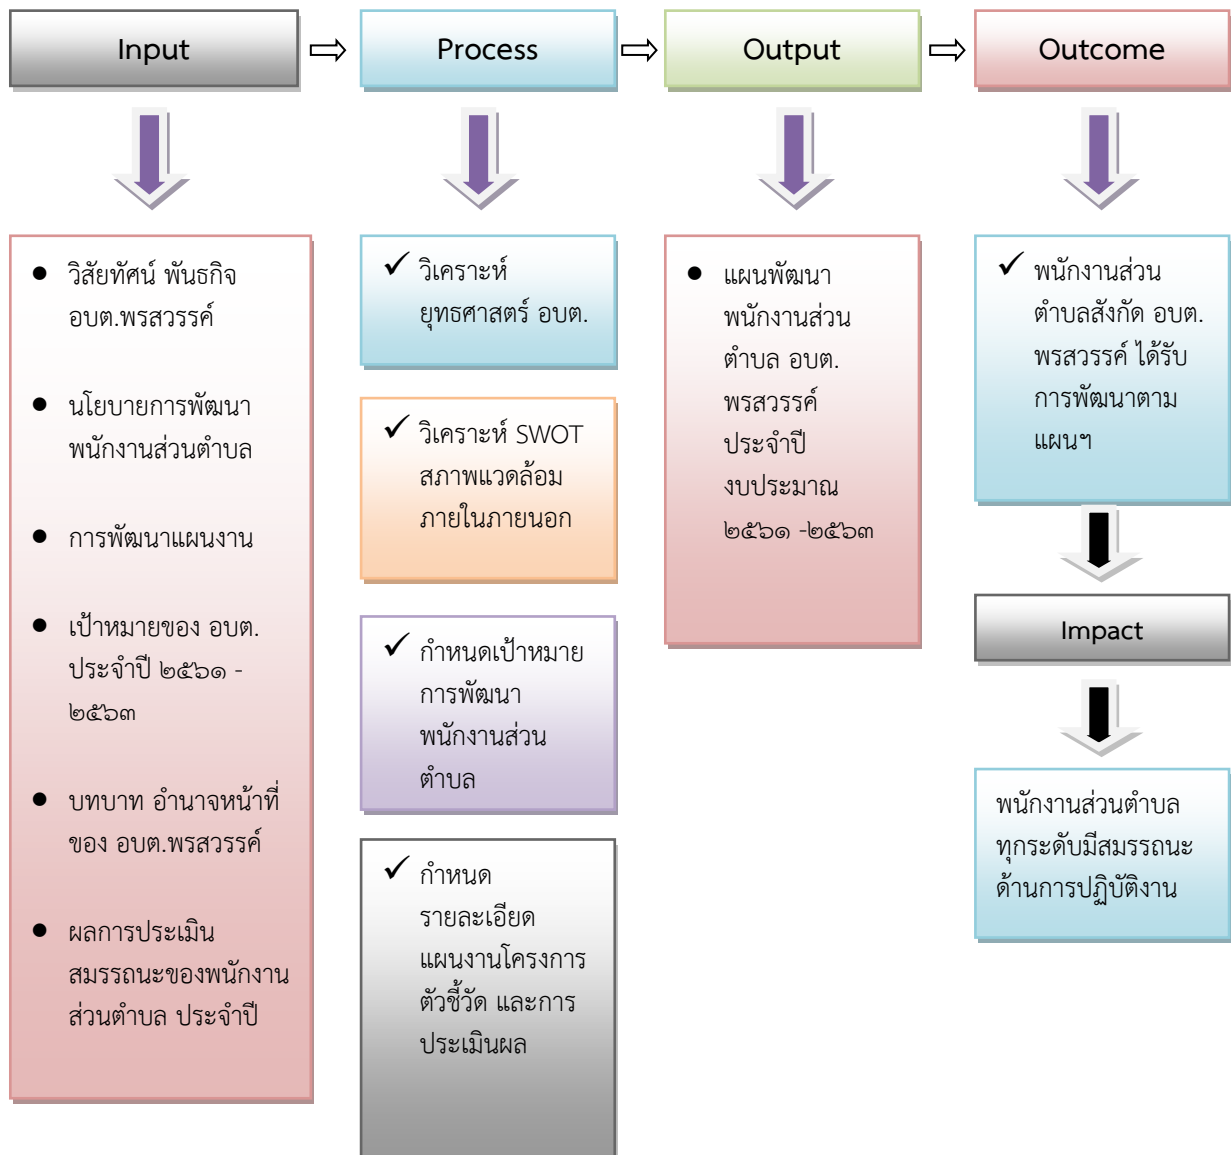 Input
Process
Output
Outcome
● วิสัยทัศน์ พันธกิจ
อบต.พรสวรรค์
● นโยบายการพัฒนา
พนักงานส่วนตำบล
● การพัฒนาแผนงาน
● เป้าหมายของ อบต.
ประจำปี ๒๕๖๑ -
๒๕๖๓
● บทบาท อำนาจหน้าที่
ของ อบต.พรสวรรค์
● ผลการประเมิน
สมรรถนะของพนักงาน
ส่วนตำบล ประจำปี
✓ วิเคราะห์
ยุทธศาสตร์ อบต.
✓ วิเคราะห์ SWOT
สภาพแวดล้อม
ภายในภายนอก
✓ กำหนดเป้าหมาย
การพัฒนา
พนักงานส่วน
ตำบล
✓ กำหนด
รายละเอียด
แผนงานโครงการ
ตัวชี้วัด และการ
ประเมินผล
● แผนพัฒนา
พนักงานส่วน
ตำบล อบต.
พรสวรรค์
ประจำปี
งบประมาณ
๒๕๖๑ -๒๕๖๓
✓ พนักงานส่วน
ตำบลสังกัด อบต.
พรสวรรค์ ได้รับ
การพัฒนาตาม
แผนฯ
Impact
พนักงานส่วนตำบล
ทุกระดับมีสมรรถนะ
ด้านการปฏิบัติงาน